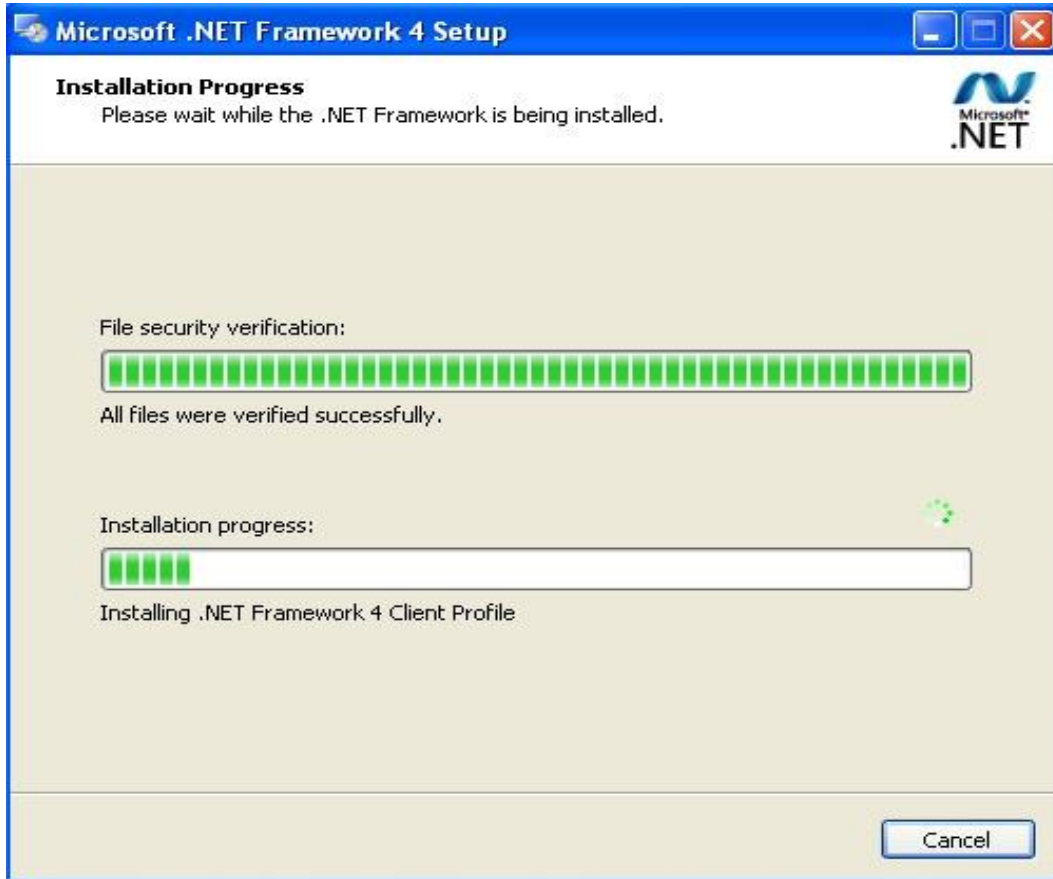 Microsoft .NET Framework 4 Setup
Installation Progress
Please wait while the .NET Framework is being installed.
Microsoft®
.NET
File security verification:
All files were verified successfully.
Installation progress:
Installing .NET Framework 4 Client Profile
Cancel